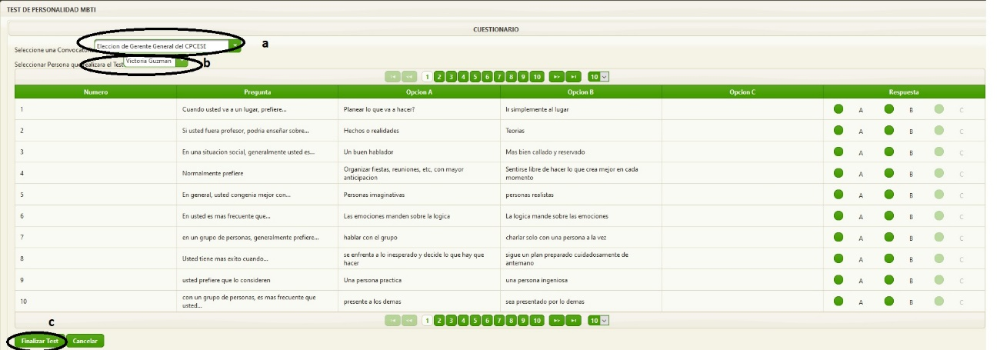 TEST DE PERSONALIDAD MBTI
CUESTIONARIO
Seleccione una Convocato Eleccion de Gerente General del CPCESE a
Seleccionar Persona que realizara el Test Victoria Guzman b
1 2 3 4 5 6 7 8 9 10 10
Numero Pregunta Opcion A Opcion B Opcion C Respuesta
1 Cuando usted va a un lugar, prefiere... Planear lo que va a hacer? Ir simplemente al lugar A B C
2 Si usted fuera profesor, podria enseñar sobre... Hechos o realidades Teorias A B C
3 En una situacion social, generalmente usted es... Un buen hablador Mas bien callado y reservado A B C
4 Normalmente prefiere Organizar fiestas, reuniones, etc, con mayor anticipacion Sentirse libre de hacer lo que crea mejor en cada momento A B C
5 En general, usted congenia mejor con... Personas imaginativas personas realistas A B C
6 En usted es mas frecuente que... Las emociones manden sobre la logica La logica mande sobre las emociones A B C
7 en un grupo de personas, generalmente prefiere... hablar con el grupo charlar solo con una persona a la vez A B C
8 Usted tiene mas exito cuando... se enfrenta a lo inesperado y decide lo que hay que hacer sigue un plan preparado cuidadosamente de antemano A B C
9 usted prefiere que lo consideren Una persona practica una persona ingeniosa A B C
10 con un grupo de personas, es mas frecuente que usted... presente a los demas sea presentado por lo demas A B C
1 2 3 4 5 6 7 8 9 10 10
c
Finalizar Test Cancelar